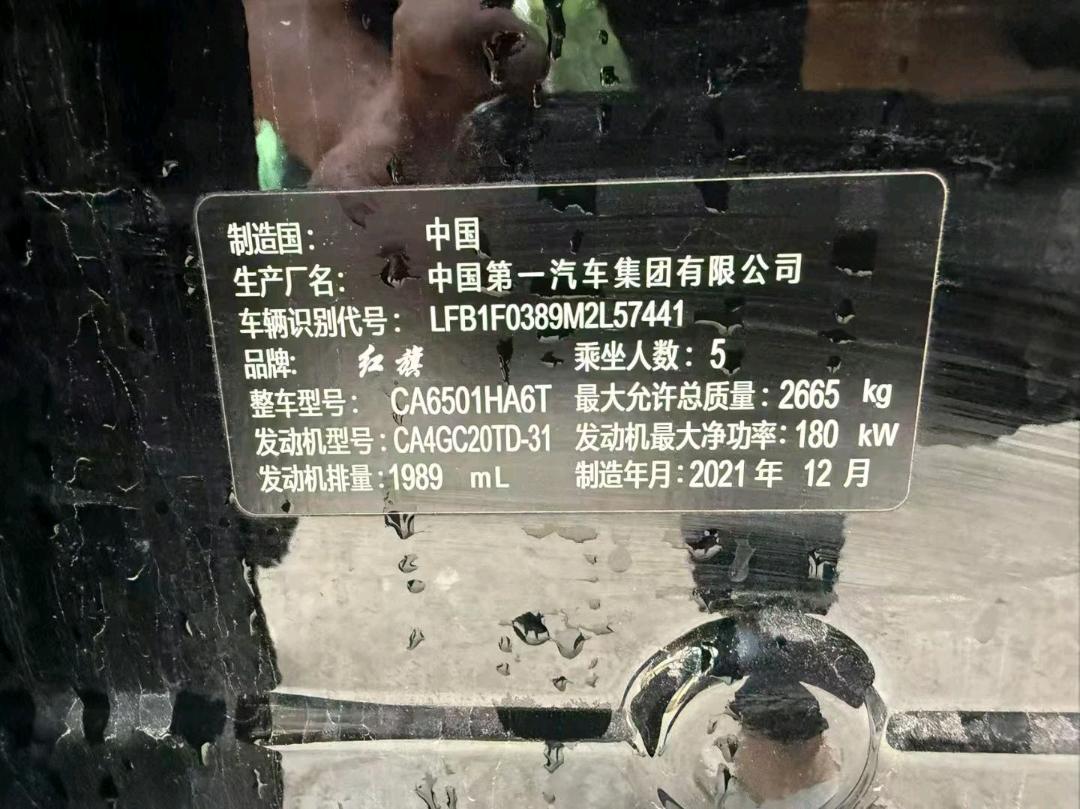 制造国： 中国
生产厂名： 中国第一汽车集团有限公司
车辆识别代号： LFB1F0389M2L57441
品牌： 红旗 乘坐人数：5
整车型号： CA6501HA6T 最大允许总质量：2665 kg
发动机型号：CA4GC20TD-31 发动机最大净功率：180 kW
发动机排量：1989 mL 制造年月：2021 年 12 月